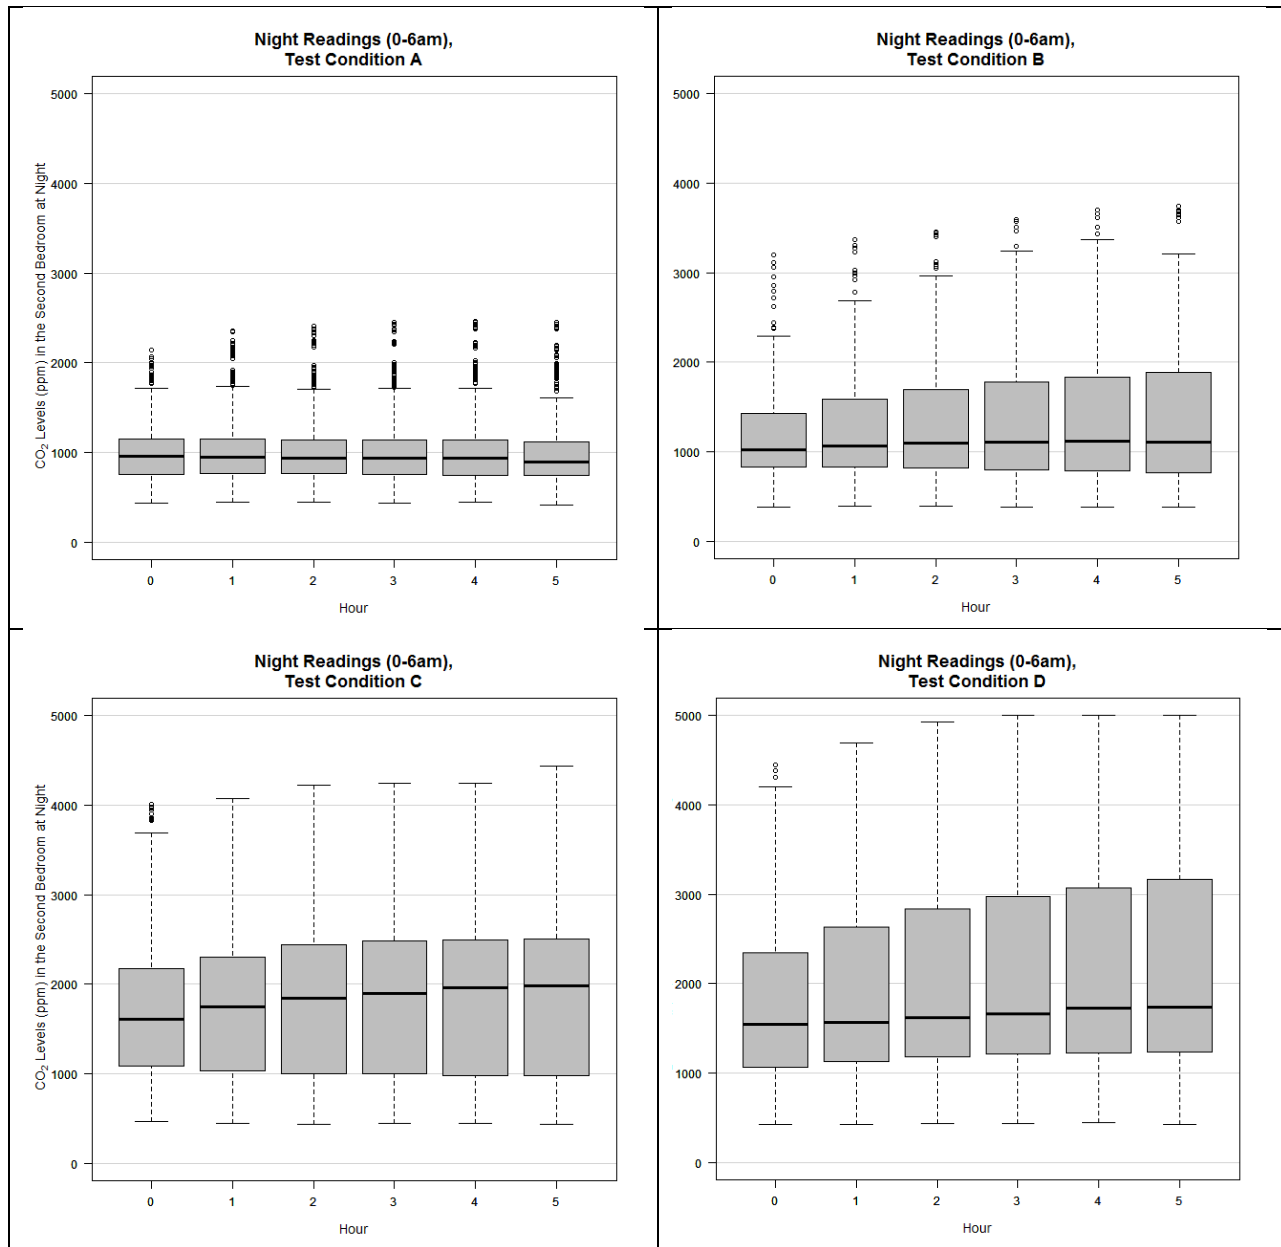 Night Readings (0-6am),
Test Condition A
CO2 Levels (ppm) in the Second Bedroom at Night
5000
4000
3000
2000
1000
0
0 1 2 3 4 5
Hour
Night Readings (0-6am),
Test Condition B
5000
4000
3000
2000
1000
0
0 1 2 3 4 5
Hour
Night Readings (0-6am),
Test Condition C
CO2 Levels (ppm) in the Second Bedroom at Night
5000
4000
3000
2000
1000
0
0 1 2 3 4 5
Hour
Night Readings (0-6am),
Test Condition D
5000
4000
3000
2000
1000
0
0 1 2 3 4 5
Hour